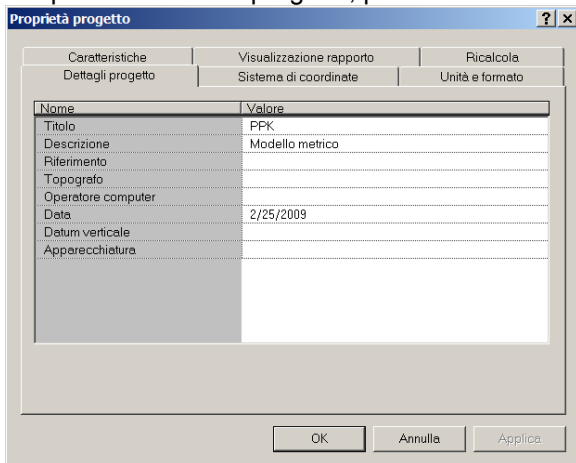 Proprietà progetto
Caratteristiche Visualizzazione rapporto Ricalcola
Dettagli progetto Sistema di coordinate Unità e formato
Nome Valore
Titolo PPK
Descrizione Modello metrico
Riferimento
Topografo
Operatore computer
Data 2/25/2009
Datum verticale
Apparecchiatura
OK Annulla Applica